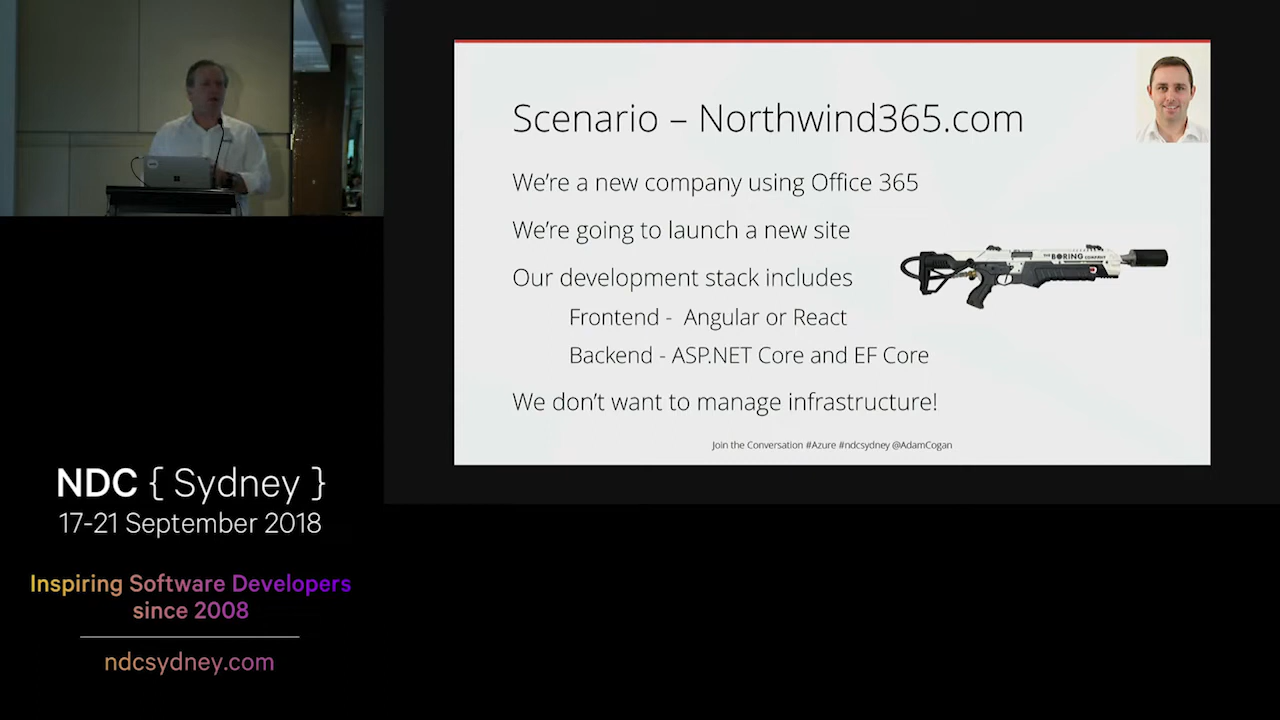 Scenario – Northwind365.com
We're a new company using Office 365
We're going to launch a new site
THE BORING COMPANY
Our development stack includes
Frontend - Angular or React
Backend - ASP.NET Core and EF Core
We don't want to manage infrastructure!
Join the Conversation #Azure #ndcsydney @AdamCogan
NDC { Sydney }
17-21 September 2018
Inspiring Software Developers
since 2008
ndcsydney.com